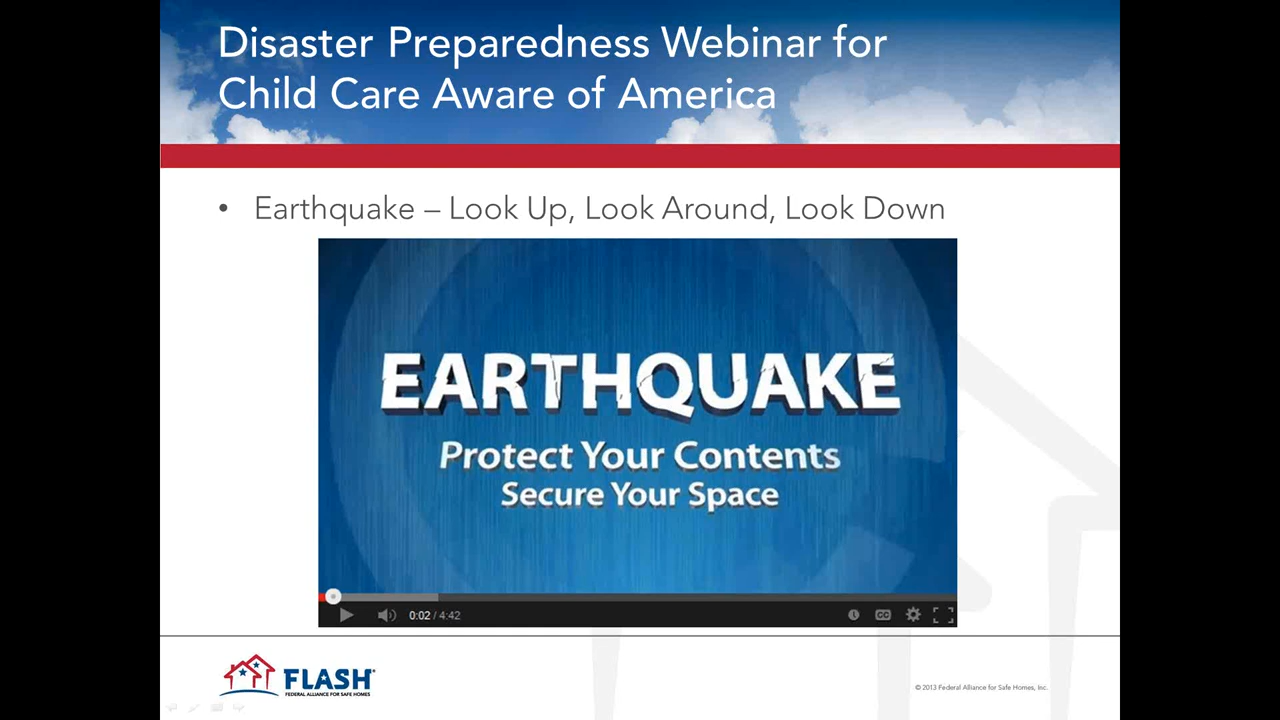 Disaster Preparedness Webinar for
Child Care Aware of America
• Earthquake – Look Up, Look Around, Look Down
EARTHQUAKE
Protect Your Contents
Secure Your Space
0:02 / 4:42
CC
FLASH®
FEDERAL ALLIANCE FOR SAFE HOMES
© 2013 Federal Alliance for Safe Homes, Inc.